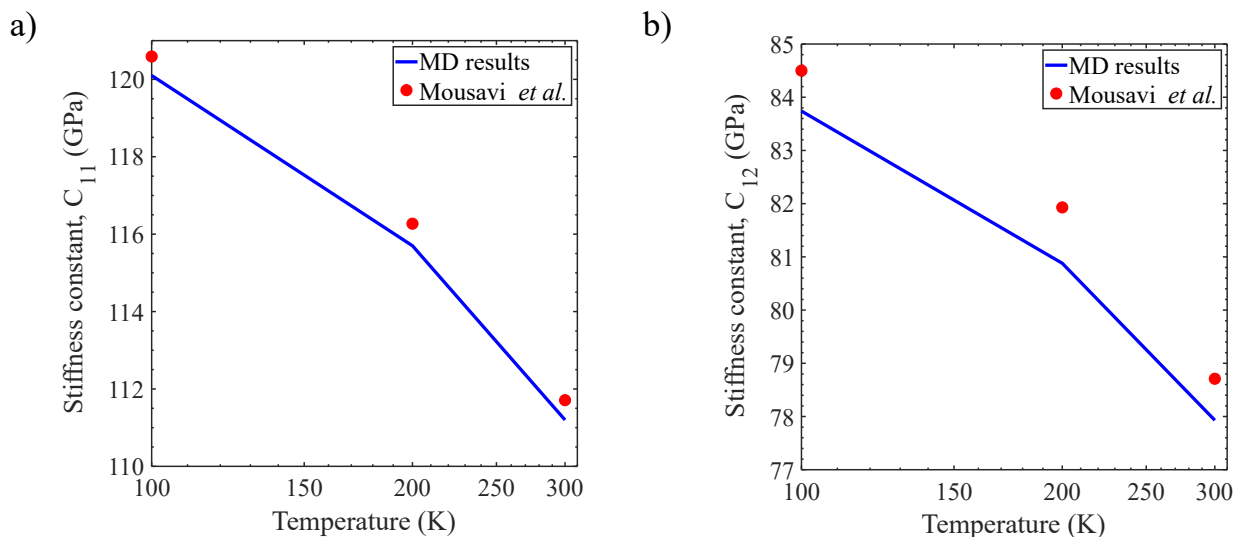 a)
120
118
116
114
112
110
100
150
200
250
300
Temperature (K)
Stiffness constant, C11 (GPa)
MD results
Mousavi et al.
b)
85
84
83
82
81
80
79
78
77
100
150
200
250
300
Temperature (K)
Stiffness constant, C12 (GPa)
MD results
Mousavi et al.